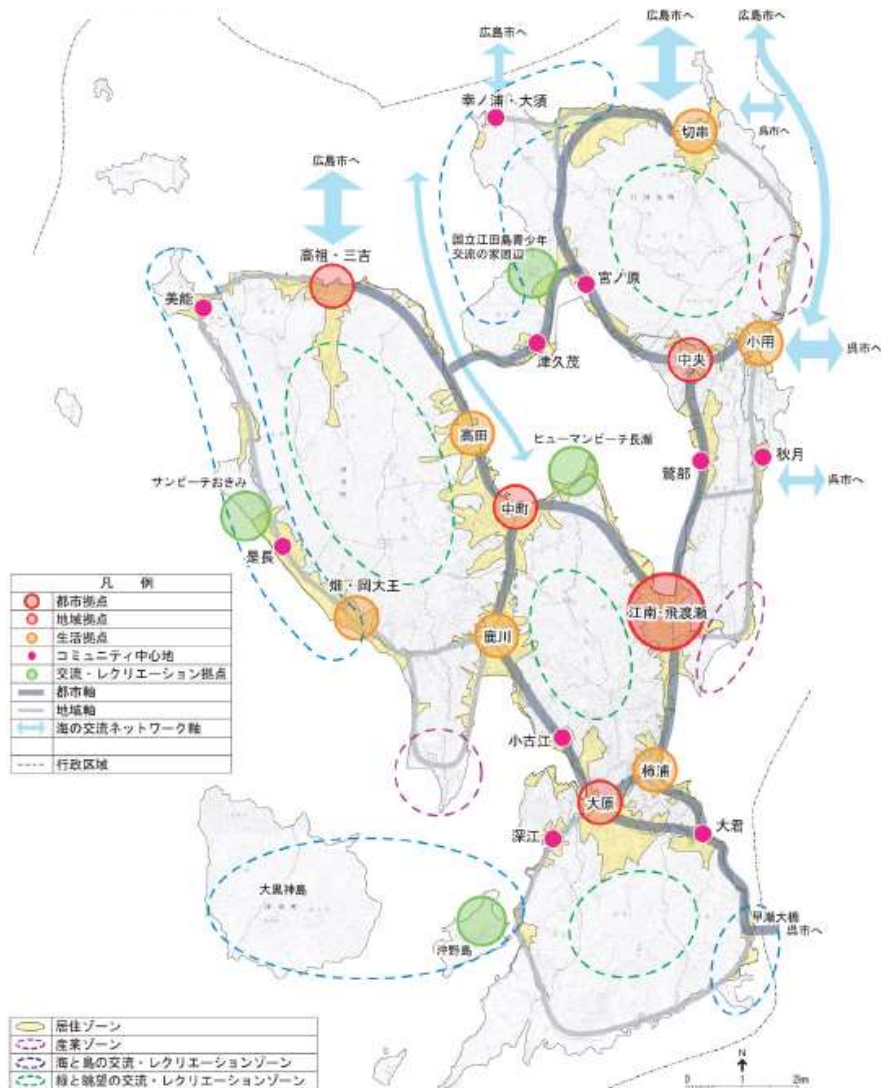 広島市へ
広島市へ
広島市へ
幸ノ浦・大須
切串
呉市へ
広島市へ
高祖・三吉
国立江田島青少年
交流の家周辺
宮ノ原
美能
津久茂
中央
小用
呉市へ
高田
ヒューマンビーチ長瀬
鷲部
秋月
呉市へ
サンビーチおきみ
中町
是長
畑・岡大王
鹿川
江南・飛渡瀬
凡 例
都市拠点
地域拠点
生活拠点
コミュニティ中心地
交流・レクリエーション拠点
都市軸
地域軸
海の交流ネットワーク軸
行政区域
小古江
柿浦
大原
深江
大君
大黒神島
沖野島
早瀬大橋
呉市へ
居住ゾーン
産業ゾーン
海と島の交流・レクリエーションゾーン
緑と眺望の交流・レクリエーションゾーン
N
0 1 2km